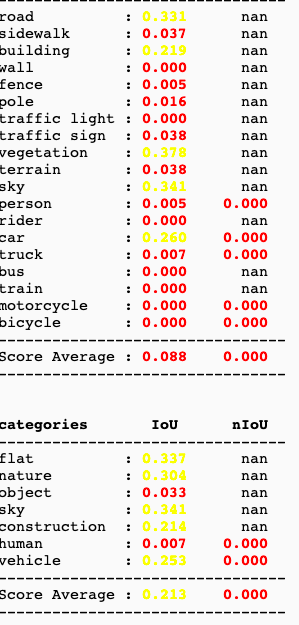 road : 0.331 nan
sidewalk : 0.037 nan
building : 0.219 nan
wall : 0.000 nan
fence : 0.005 nan
pole : 0.016 nan
traffic light : 0.000 nan
traffic sign : 0.038 nan
vegetation : 0.378 nan
terrain : 0.038 nan
sky : 0.341 nan
person : 0.005 0.000
rider : 0.000 nan
car : 0.260 0.000
truck : 0.007 0.000
bus : 0.000 nan
train : 0.000 nan
motorcycle : 0.000 0.000
bicycle : 0.000 0.000
--------------------------------
Score Average : 0.088 0.000
--------------------------------
categories IoU nIoU
--------------------------------
flat : 0.337 nan
nature : 0.304 nan
object : 0.033 nan
sky : 0.341 nan
construction : 0.214 nan
human : 0.007 0.000
vehicle : 0.253 0.000
--------------------------------
Score Average : 0.213 0.000
--------------------------------